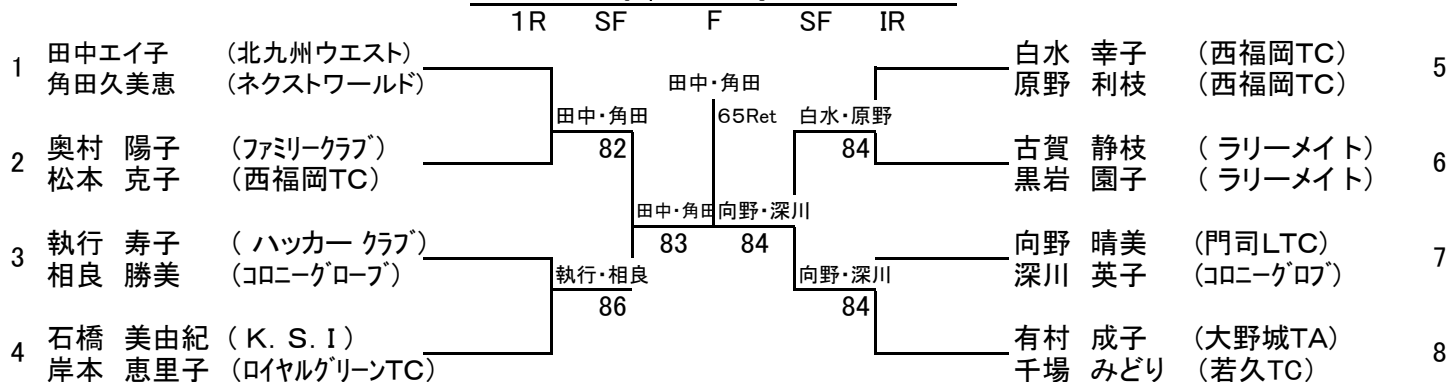 1R SF F SF IR
1 田中エイ子 (北九州ウエスト)
角田久美恵 (ネクストワールド)
2 奥村 陽子 (ファミリークラブ)
松本 克子 (西福岡TC)
3 執行 寿子 ( ハッカー クラブ)
相良 勝美 (コロニーグローブ)
4 石橋 美由紀 ( K. S. I )
岸本 恵里子 (ロイヤルグリーンTC)
田中・角田
82
執行・相良
86
田中・角田
83
田中・角田
65Ret
向野・深川
84
白水・原野
84
向野・深川
84
白水 幸子 (西福岡TC) 5
原野 利枝 (西福岡TC)
古賀 静枝 ( ラリーメイト) 6
黒岩 園子 ( ラリーメイト)
向野 晴美 (門司LTC) 7
深川 英子 (コロニーグロブ)
有村 成子 (大野城TA) 8
千場 みどり (若久TC)